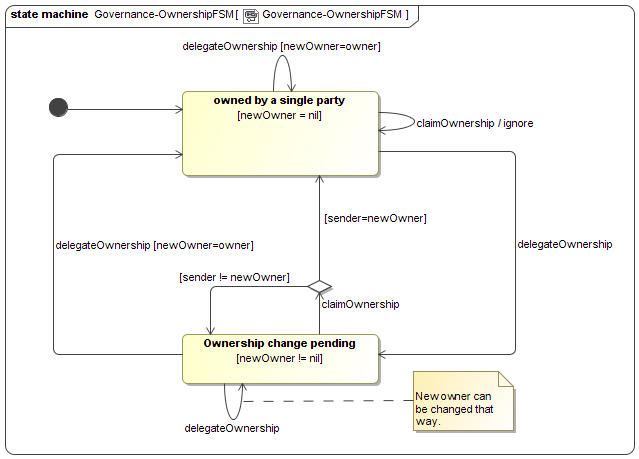 state machine Governance-OwnershipFSM[ Governance-OwnershipFSM ]
delegateOwnership [newOwner=owner]
owned by a single party
[newOwner = nil]
claimOwnership / ignore
[sender=newOwner]
delegateOwnership [newOwner=owner]
delegateOwnership
[sender != newOwner]
claimOwnership
Ownership change pending
[newOwner != nil]
New owner can
be changed that
way.
delegateOwnership